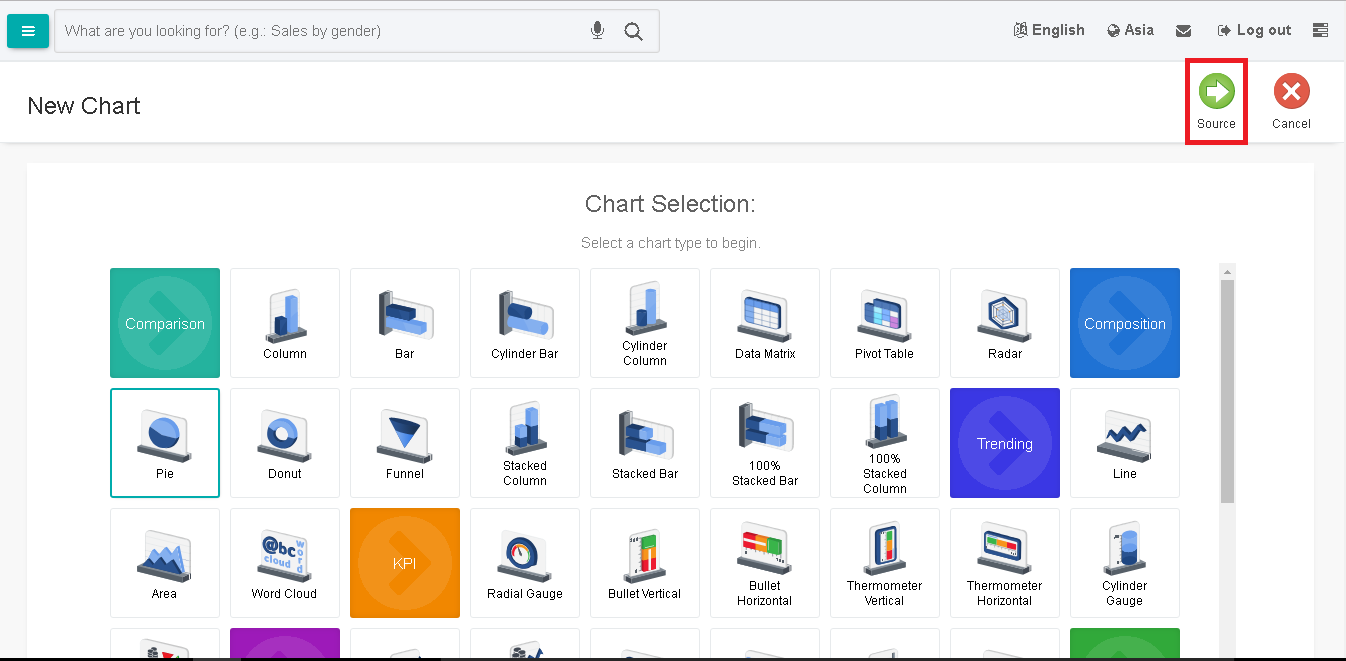 What are you looking for? (e.g.: Sales by gender)
English
Asia
Log out
New Chart
Source
Cancel
Chart Selection:
Select a chart type to begin.
Comparison
Column
Bar
Cylinder Bar
Cylinder
Column
Data Matrix
Pivot Table
Radar
Composition
Pie
Donut
Funnel
Stacked
Column
Stacked Bar
100%
Stacked Bar
100%
Stacked
Column
Trending
Line
Area
@bc
word
cloud
Word Cloud
KPI
Radial Gauge
Bullet Vertical
Bullet
Horizontal
Thermometer
Vertical
Thermometer
Horizontal
Cylinder
Gauge